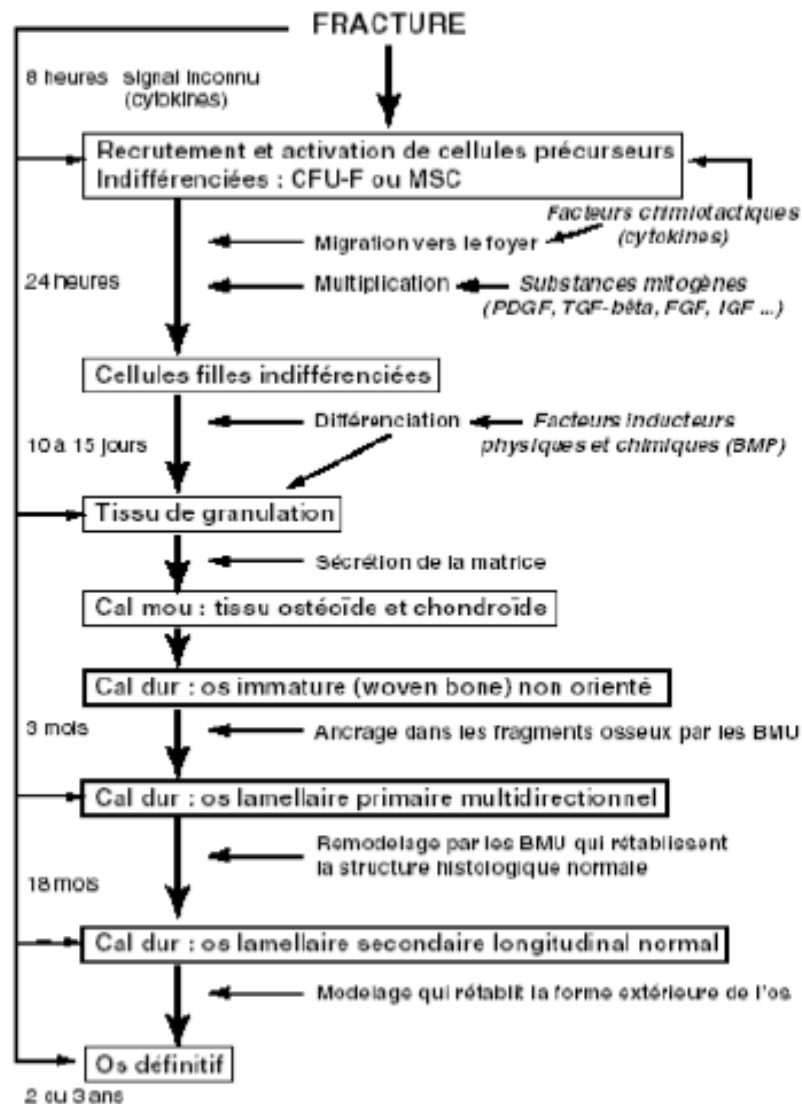 FRACTURE
8 heures signal inconnu
(cytokines)
Recrutement et activation de cellules précurseurs
Indifférenciées : CFU-F ou MSC
Facteurs chimiotactiques
(cytokines)
Migration vers le foyer
24 heures
Multiplication
Substances mitogènes
(PDGF, TGF-bêta, FGF, IGF ...)
Cellules filles indifférenciées
Différenciation
Facteurs inducteurs
physiques et chimiques (BMP)
10 à 15 jours
Tissu de granulation
Sécrétion de la matrice
Cal mou : tissu ostéoïde et chondroïde
Cal dur : os immature (woven bone) non orienté
3 mois
Ancrage dans les fragments osseux par les BMU
Cal dur : os lamellaire primaire multidirectionnel
Remodelage par les BMU qui rétablissent
la structure histologique normale
18 mois
Cal dur : os lamellaire secondaire longitudinal normal
Modelage qui rétablit la forme extérieure de l'os
Os définitif
2 ou 3 ans